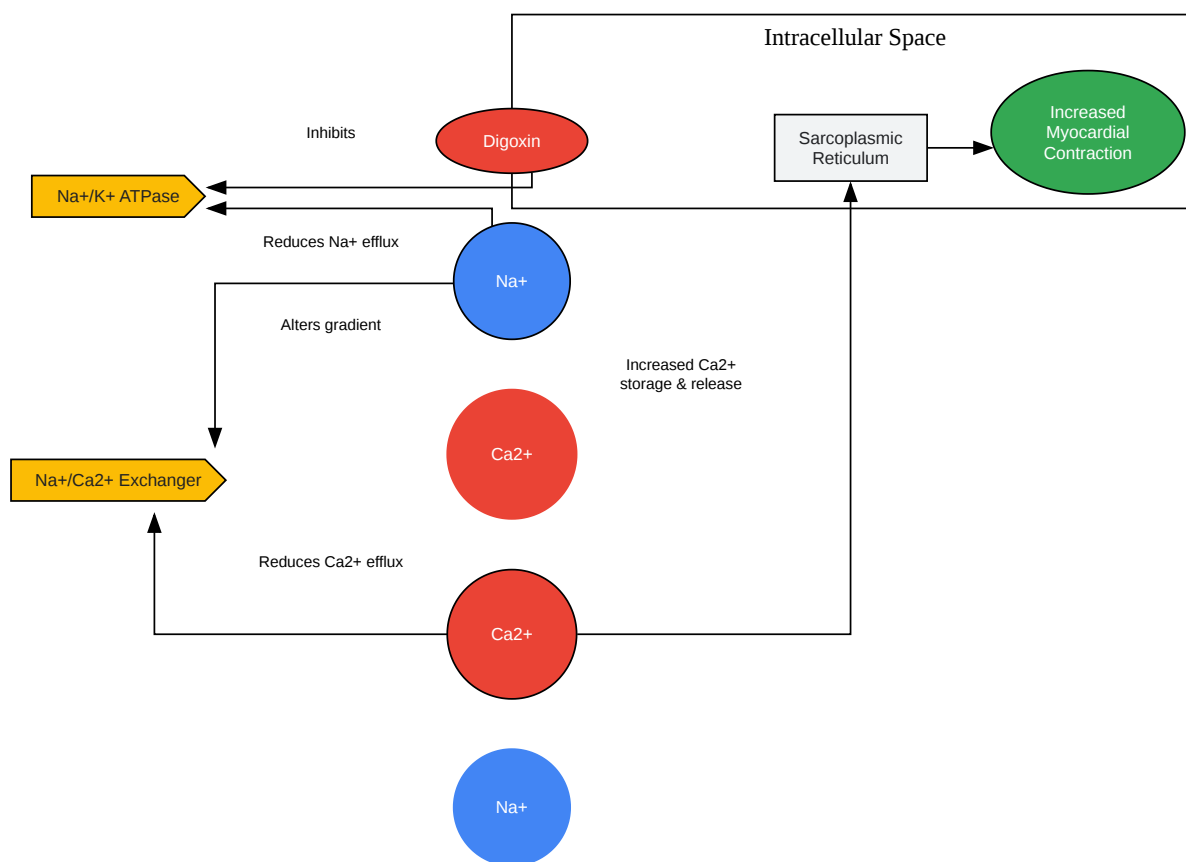 Intracellular Space
Increased
Myocardial
Contraction
Inhibits
Digoxin
Sarcoplasmic
Reticulum
Na+/K+ ATPase
Reduces Na+ efflux
Na+
Alters gradient
Increased Ca2+
storage & release
Ca2+
Na+/Ca2+ Exchanger
Reduces Ca2+ efflux
Ca2+
Na+